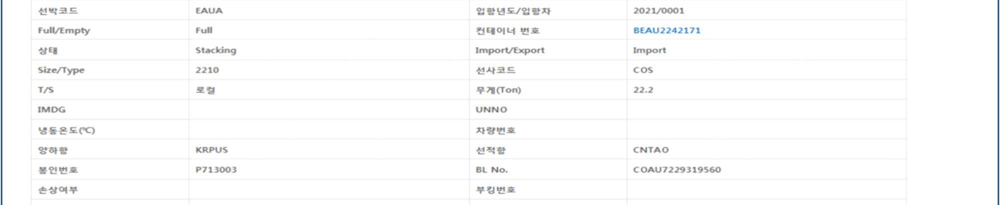 선박코드 EAUA 입항년도/입항차 2021/0001
Full/Empty Full 컨테이너 번호 BEAU2242171
상태 Stacking Import/Export Import
Size/Type 2210 선사코드 COS
T/S 로컬 무게(Ton) 22.2
IMDG UNNO
냉동온도(℃) 차량번호
양하항 KRPUS 선적항 CNTAO
봉인번호 P713003 BL No. COAU7229319560
손상여부 부킹번호